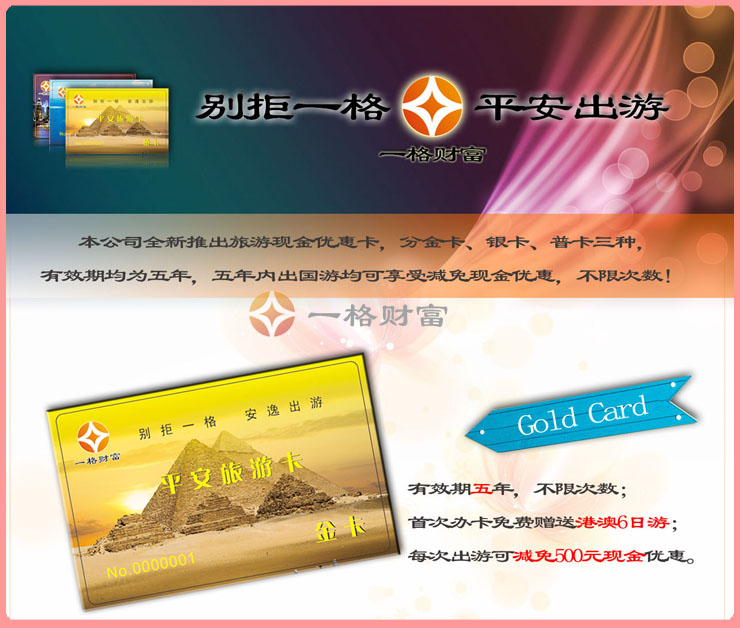 别拒一格 平安出游
一格财富
本公司全新推出旅游现金优惠卡，分金卡、银卡、普卡三种，
有效期均为五年，五年内出国游均可享受减免现金优惠，不限次数！
一格财富
别拒一格 安逸出游
一格财富
平安旅游卡
金卡
No.0000001
Gold Card
有效期五年，不限次数；
首次办卡免费赠送港澳6日游；
每次出游可减免500元现金优惠。